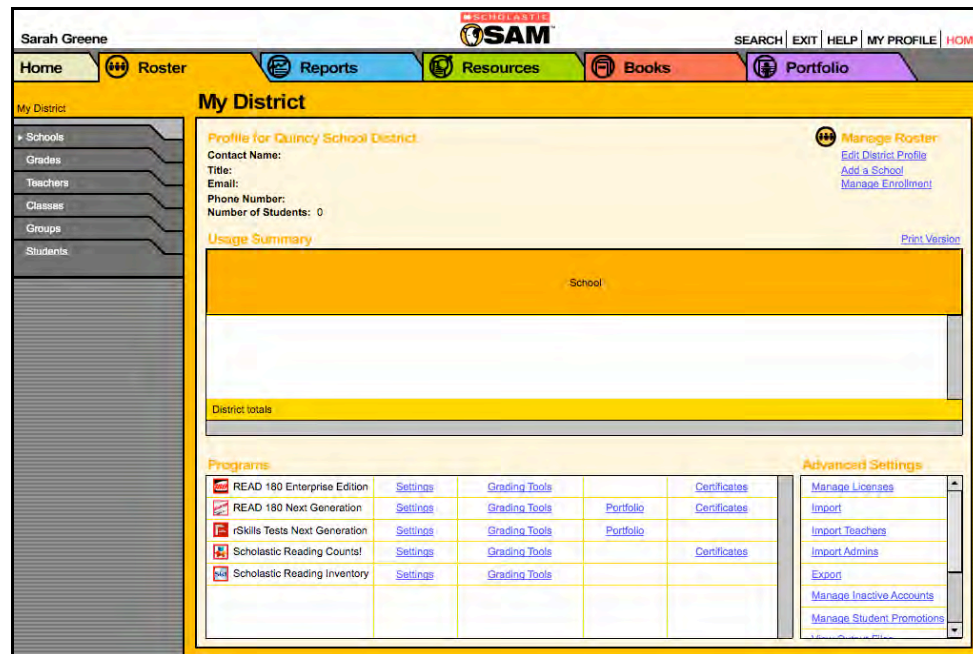 SCHOLASTIC
Sarah Greene
SAM
SEARCH EXIT HELP MY PROFILE HOM
Home Roster Reports Resources Books Portfolio
My District
My District
Schools
Grades
Teachers
Classes
Groups
Students
Profile for Quincy School District
Contact Name:
Title:
Email:
Phone Number:
Number of Students: 0
Manage Roster
Edit District Profile
Add a School
Manage Enrollment
Usage Summary
Print Version
School
District totals
Programs
READ 180 Enterprise Edition Settings Grading Tools Certificates
READ 180 Next Generation Settings Grading Tools Portfolio Certificates
rSkills Tests Next Generation Settings Grading Tools Portfolio
Scholastic Reading Counts! Settings Grading Tools Certificates
Scholastic Reading Inventory Settings Grading Tools
Advanced Settings
Manage Licenses
Import
Import Teachers
Import Admins
Export
Manage Inactive Accounts
Manage Student Promotions